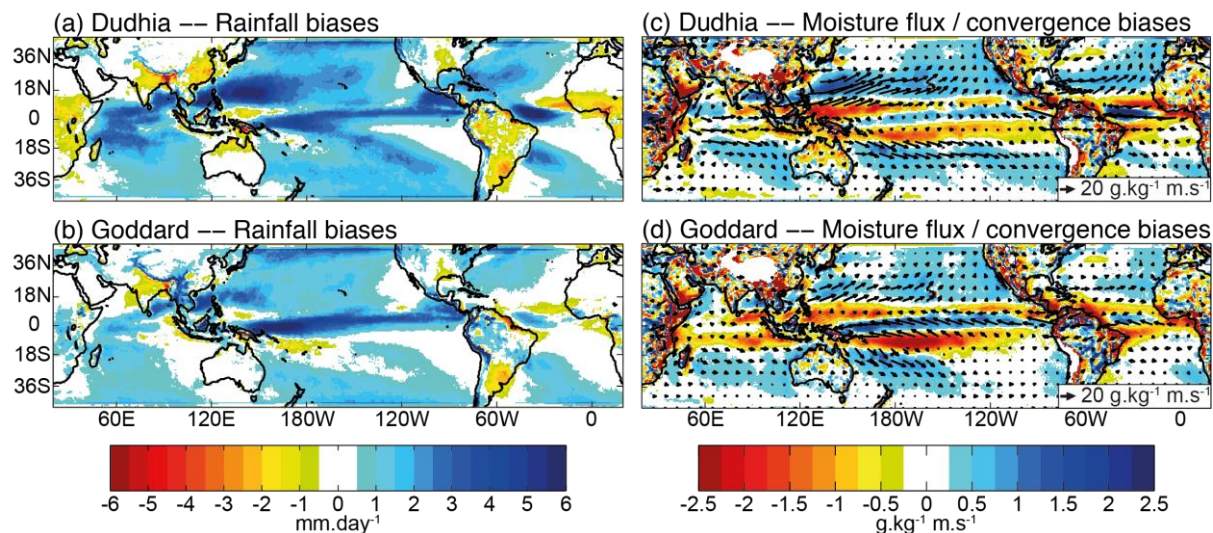 (a) Dudhia −− Rainfall biases
36N
18N
0
18S
36S
(c) Dudhia −− Moisture flux / convergence biases
20 g.kg⁻¹ m.s⁻¹
(b) Goddard −− Rainfall biases
36N
18N
0
18S
36S
60E 120E 180W 120W 60W 0
(d) Goddard −− Moisture flux / convergence biases
20 g.kg⁻¹ m.s⁻¹
60E 120E 180W 120W 60W 0
-6 -5 -4 -3 -2 -1 0 1 2 3 4 5 6
mm.day⁻¹
-2.5 -2 -1.5 -1 -0.5 0 0.5 1 1.5 2 2.5
g.kg⁻¹ m.s⁻¹